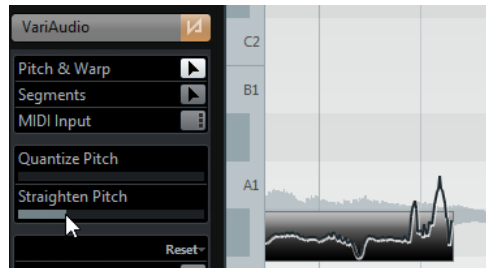 VariAudio
C2
Pitch & Warp
B1
Segments
MIDI Input
Quantize Pitch
A1
Straighten Pitch
Reset